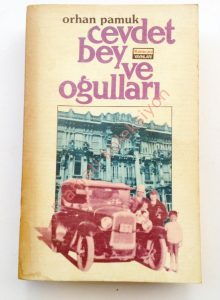 orhan pamuk
cevdet
bey ve
oğulları